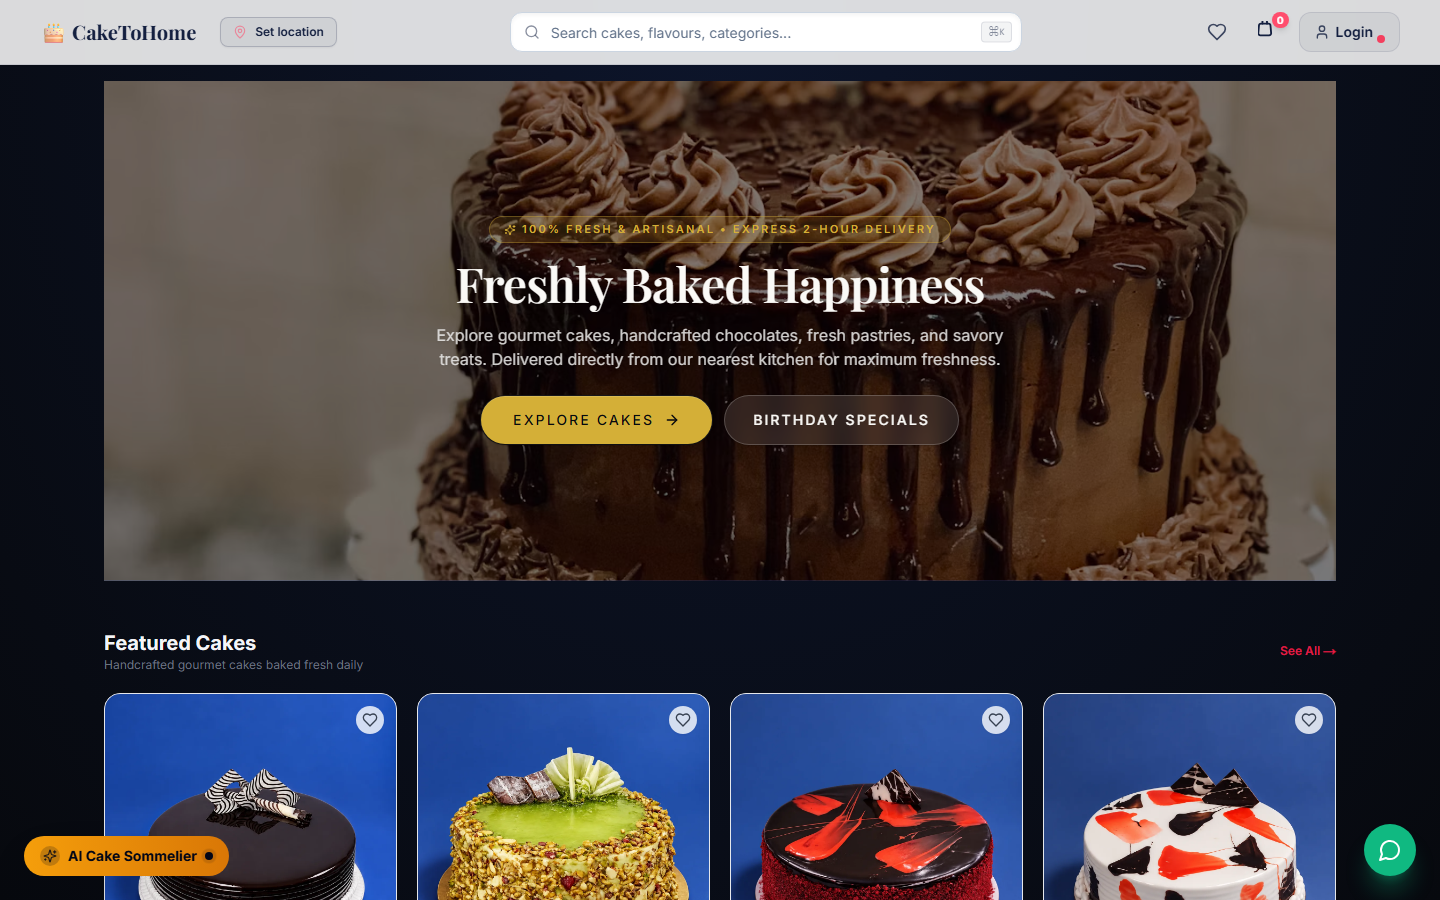 CakeToHome
Set location
Search cakes, flavours, categories...
⌘K
0
Login
100% FRESH & ARTISANAL • EXPRESS 2-HOUR DELIVERY
Freshly Baked Happiness
Explore gourmet cakes, handcrafted chocolates, fresh pastries, and savory
treats. Delivered directly from our nearest kitchen for maximum freshness.
EXPLORE CAKES →
BIRTHDAY SPECIALS
Featured Cakes
Handcrafted gourmet cakes baked fresh daily
See All →
AI Cake Sommelier